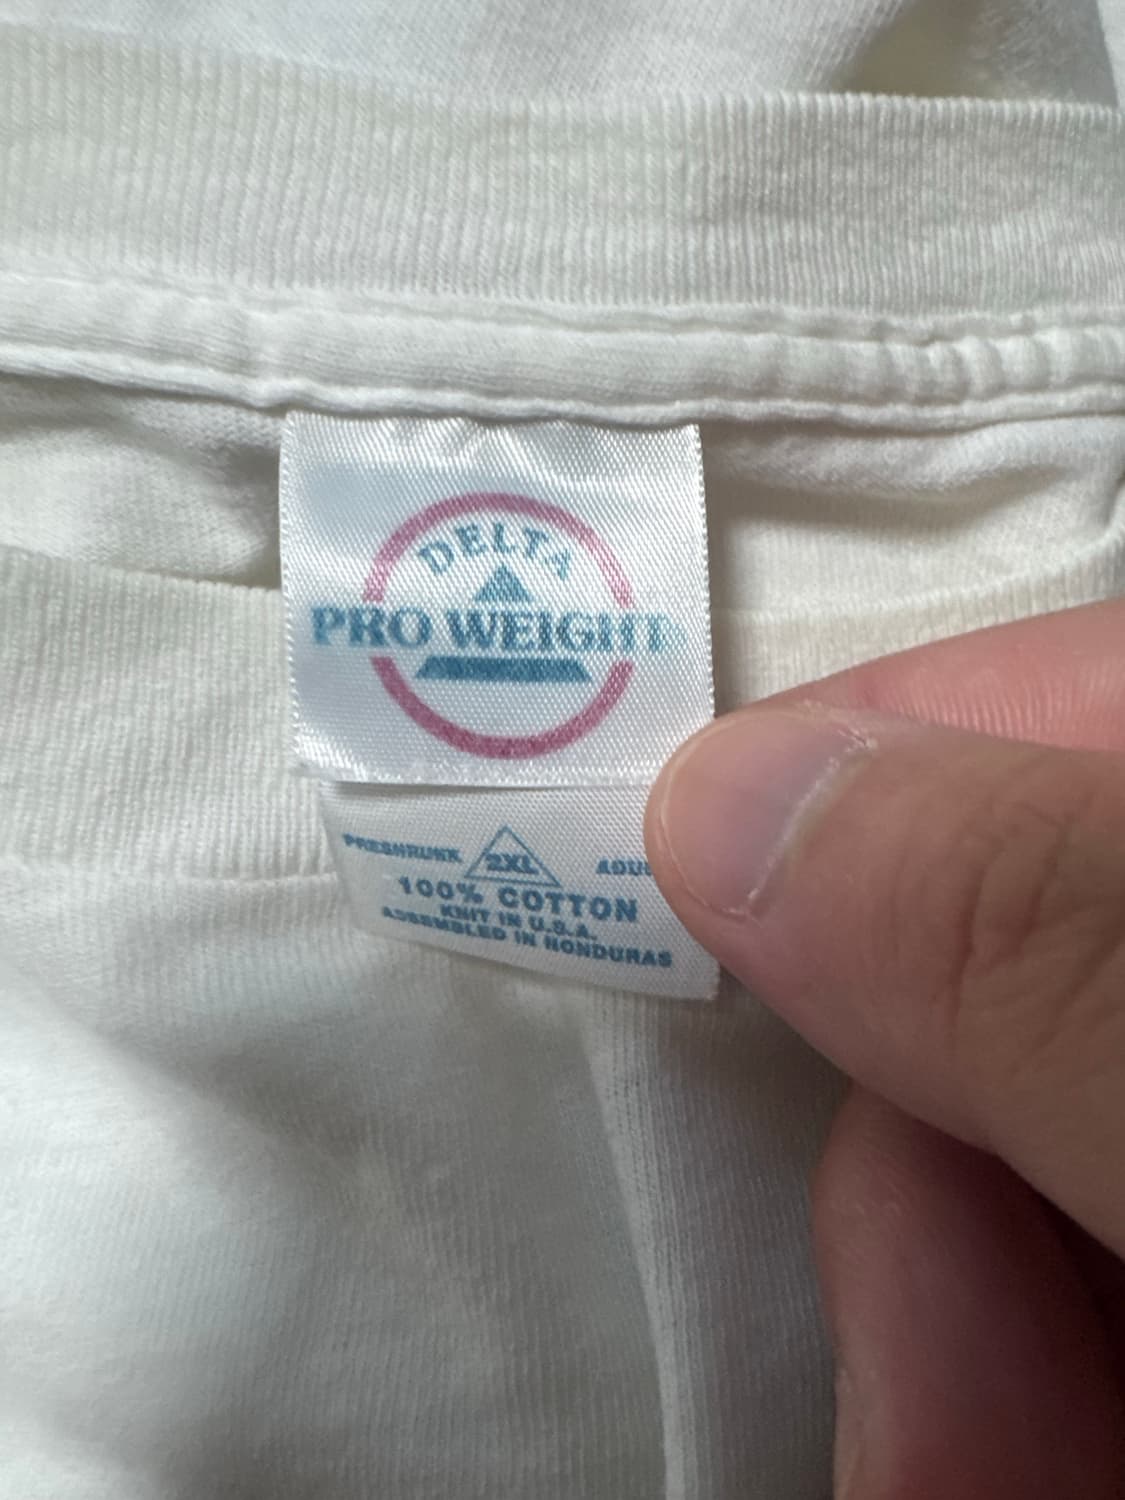 DELTA
PRO WEIGHT
PRESHRUNK 2XL
100% COTTON
KNIT IN U.S.A.
ASSEMBLED IN HONDURAS